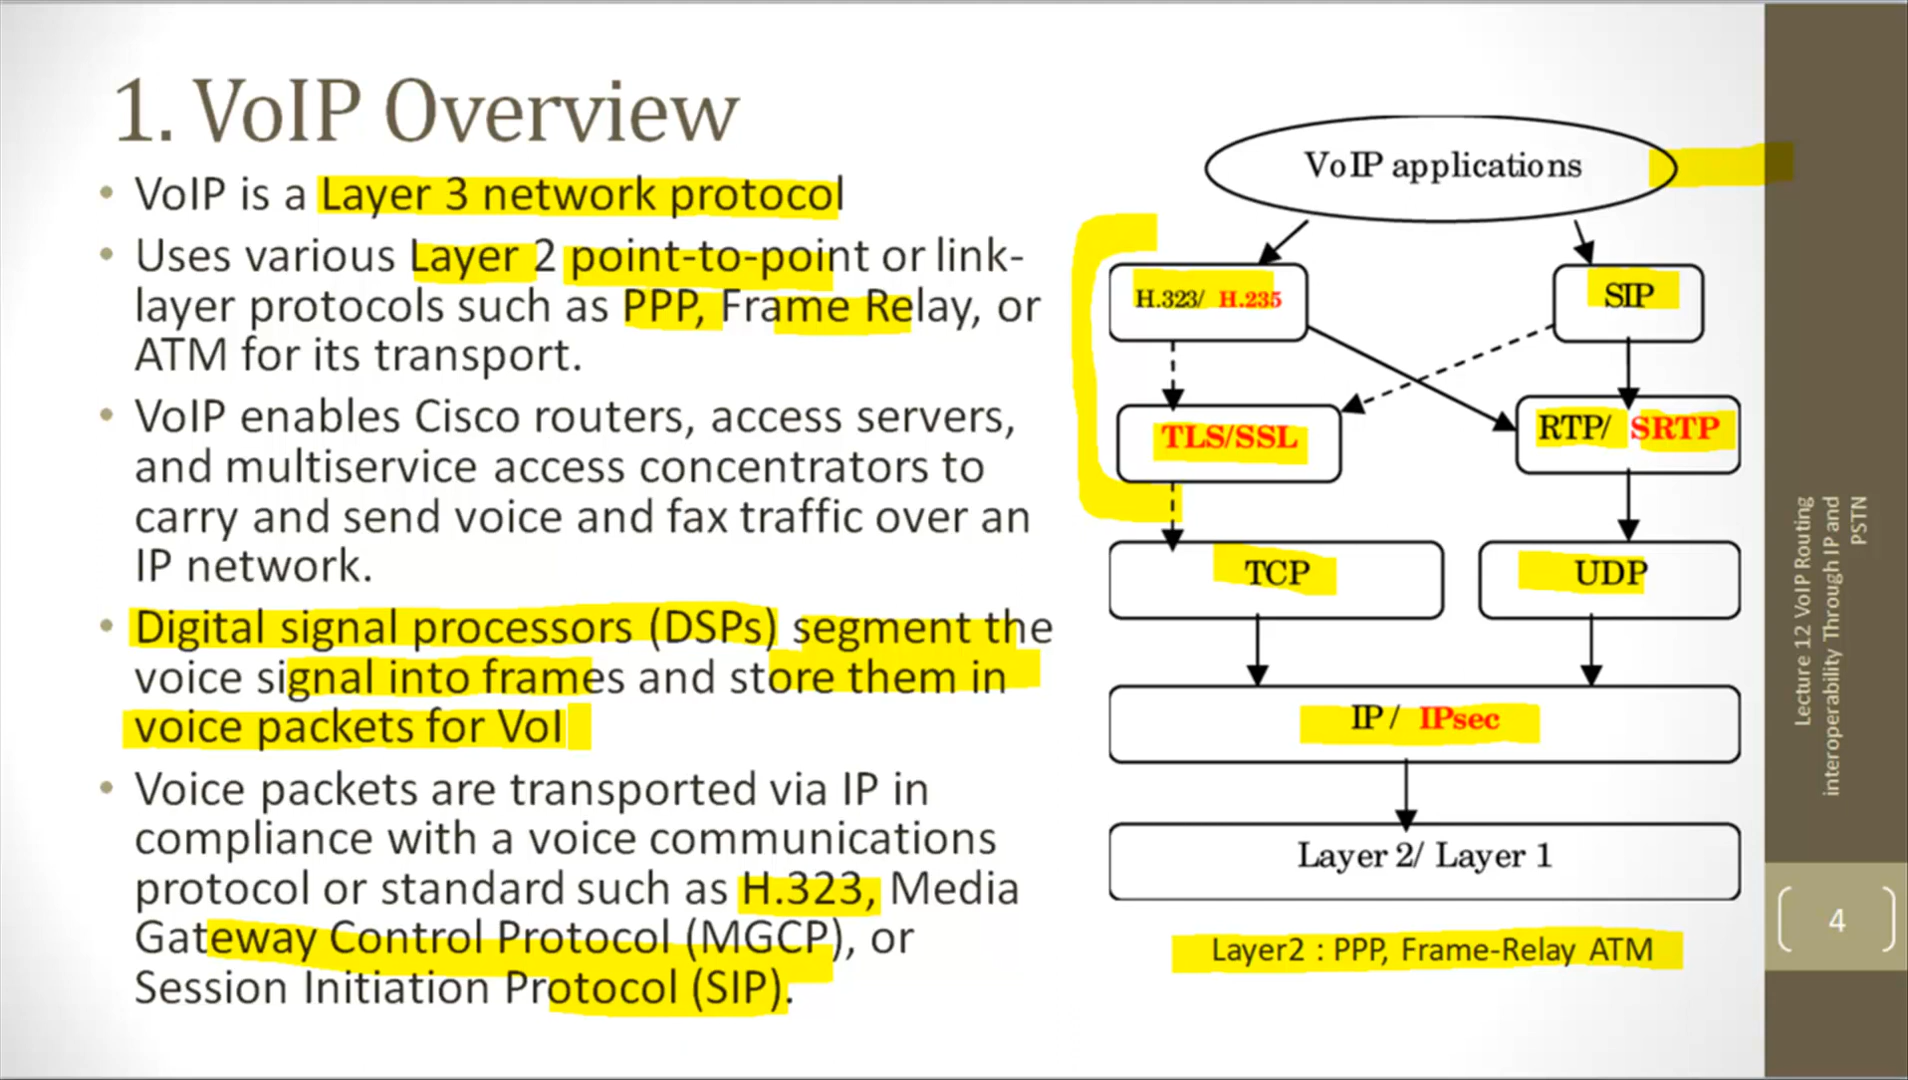 1. VoIP Overview
• VoIP is a Layer 3 network protocol
• Uses various Layer 2 point-to-point or link-
layer protocols such as PPP, Frame Relay, or
ATM for its transport.
• VoIP enables Cisco routers, access servers,
and multiservice access concentrators to
carry and send voice and fax traffic over an
IP network.
• Digital signal processors (DSPs) segment the
voice signal into frames and store them in
voice packets for VoI
• Voice packets are transported via IP in
compliance with a voice communications
protocol or standard such as H.323, Media
Gateway Control Protocol (MGCP), or
Session Initiation Protocol (SIP).
VoIP applications
H.323/ H.235
SIP
TLS/SSL
RTP/ SRTP
TCP
UDP
IP / IPsec
Layer 2/ Layer 1
Layer2 : PPP, Frame-Relay ATM
Lecture 12 VoIP Routing
interoperability Through IP and
PSTN
4